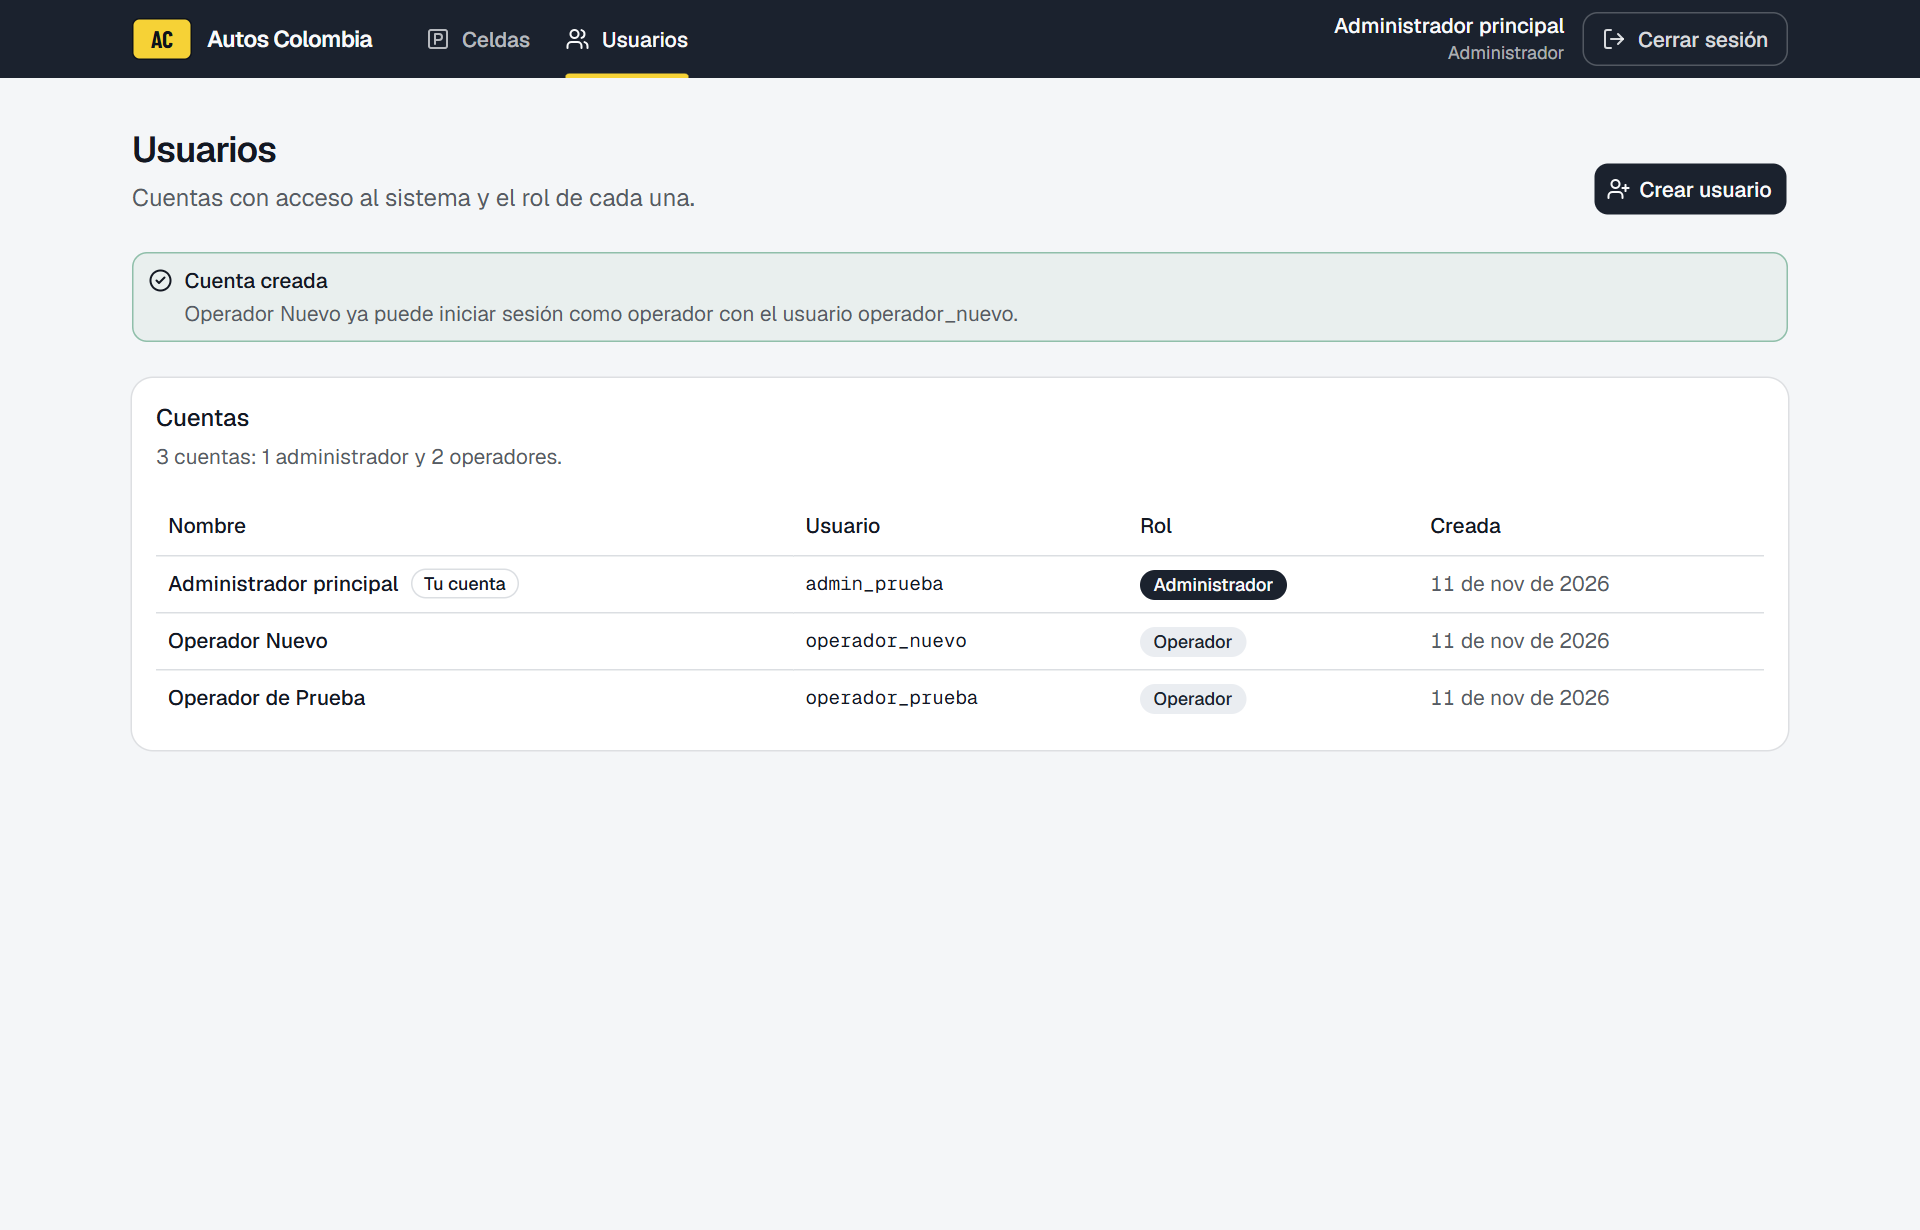 AC Autos Colombia Celdas Usuarios Administrador principal Administrador Cerrar sesión
Usuarios
Cuentas con acceso al sistema y el rol de cada una.
Crear usuario
Cuenta creada
Operador Nuevo ya puede iniciar sesión como operador con el usuario operador_nuevo.
Cuentas
3 cuentas: 1 administrador y 2 operadores.
Nombre Usuario Rol Creada
Administrador principal Tu cuenta admin_prueba Administrador 11 de nov de 2026
Operador Nuevo operador_nuevo Operador 11 de nov de 2026
Operador de Prueba operador_prueba Operador 11 de nov de 2026